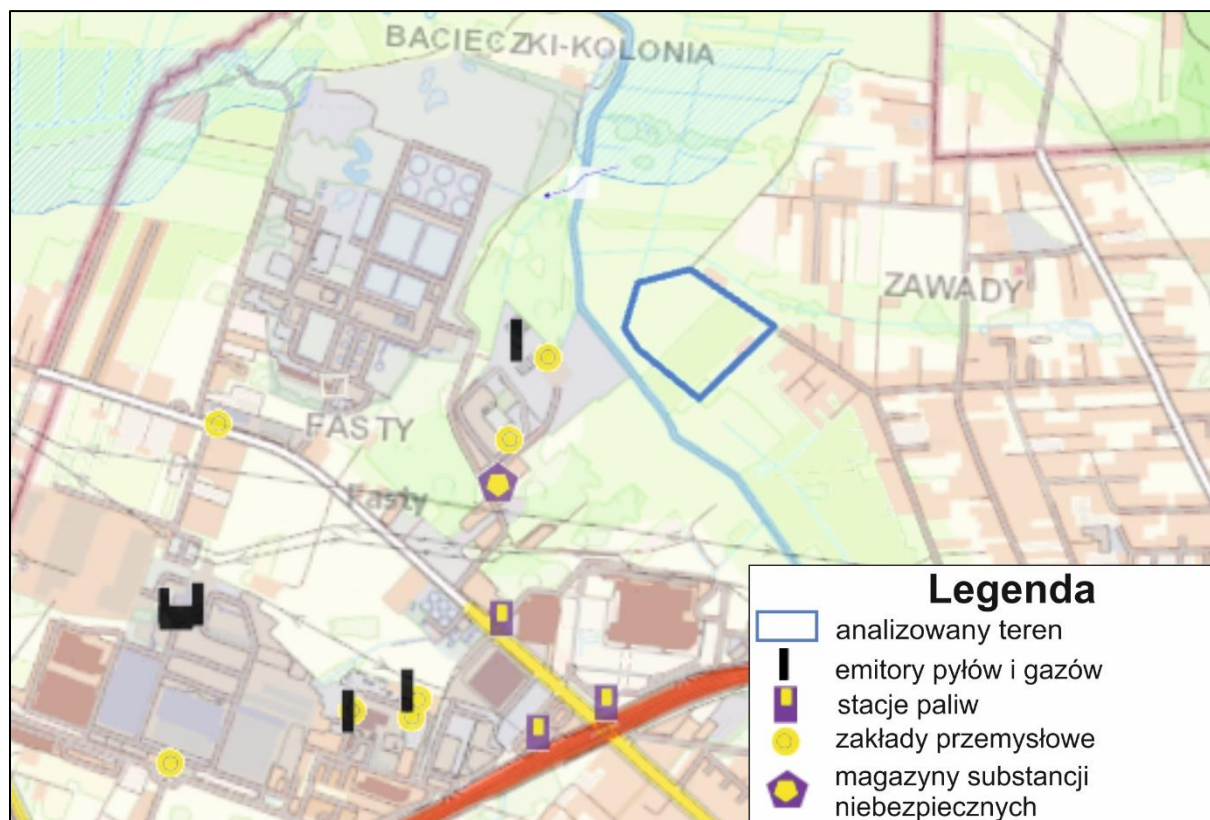 BACIECZKI-KOLONIA
ZAWADY
FASTY
Fasty
Legenda
analizowany teren
emitory pyłów i gazów
stacje paliw
zakłady przemysłowe
magazyny substancji
niebezpiecznych